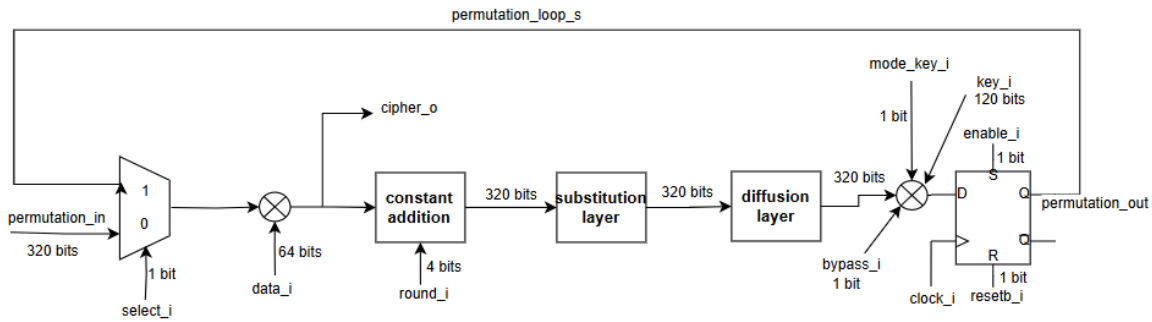 permutation_loop_s
mode_key_i
key_i
120 bits
cipher_o
1 bit
enable_i
1 bit
S
1
0
permutation_in
320 bits
constant
addition
320 bits
substitution
layer
320 bits
diffusion
layer
320 bits
D
Q
permutation_out
Q
R
1 bit
select_i
64 bits
data_i
4 bits
round_i
bypass_i
1 bit
clock_i
1 bit
resetb_i